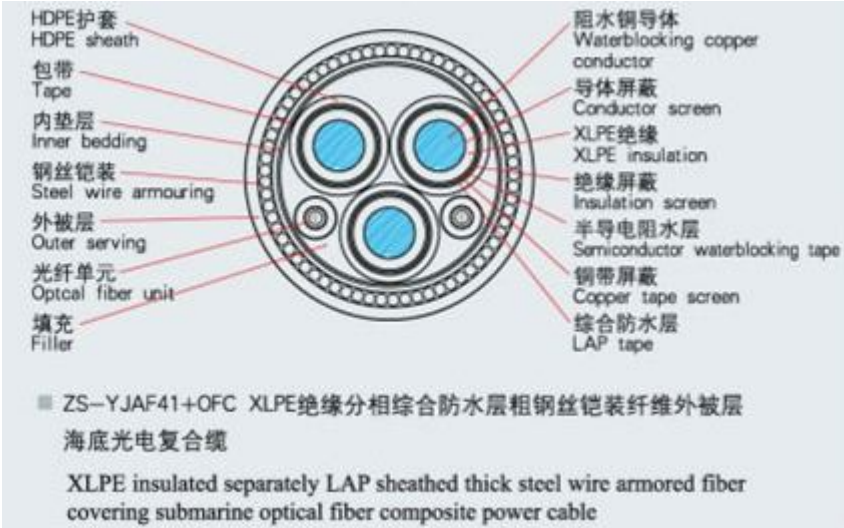 HDPE护套
HDPE sheath
包带
Tape
内垫层
Inner bedding
钢丝铠装
Steel wire armouring
外被层
Outer serving
光纤单元
Optcal fiber unit
填充
Filler
阻水铜导体
Waterblocking copper
conductor
导体屏蔽
Conductor screen
XLPE绝缘
XLPE insulation
绝缘屏蔽
Insulation screen
半导电阻水层
Semiconductor waterblocking tape
铜带屏蔽
Copper tape screen
综合防水层
LAP tape
ZS-YJAF41+OFC XLPE绝缘分相综合防水层粗钢丝铠装纤维外被层
海底光电复合缆
XLPE insulated separately LAP sheathed thick steel wire armored fiber
covering submarine optical fiber composite power cable